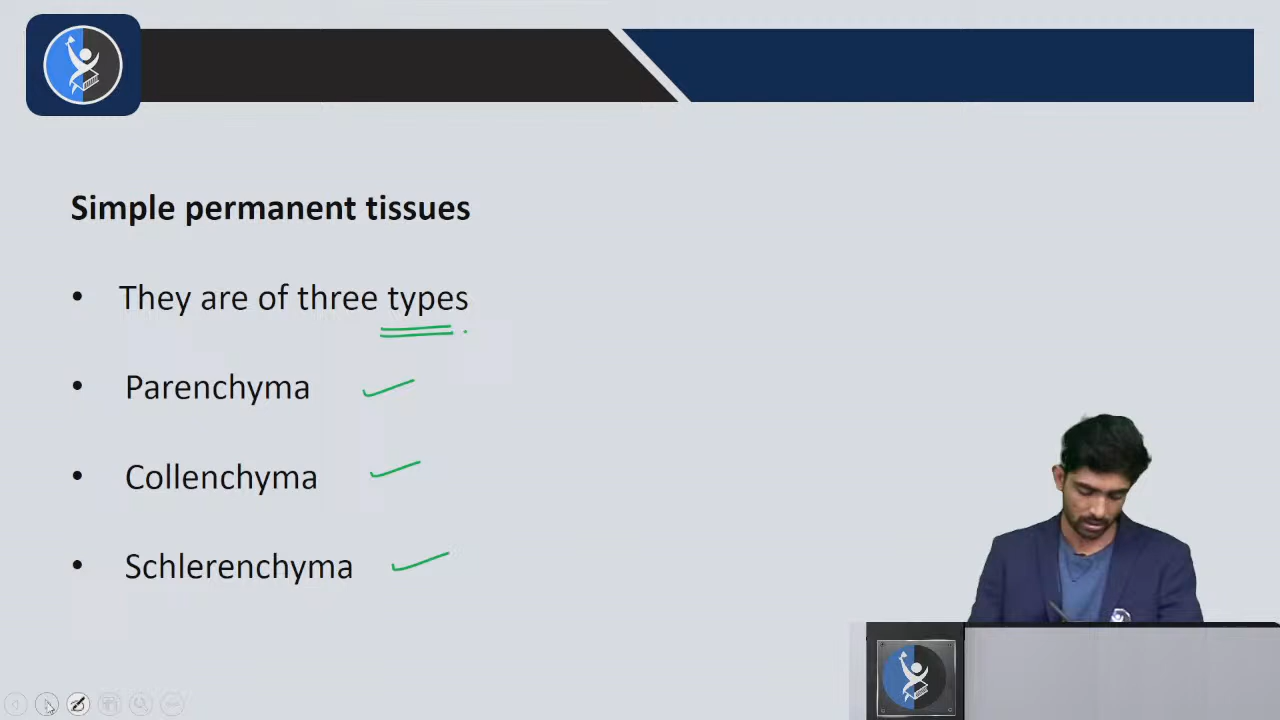 Simple permanent tissues
• They are of three types
• Parenchyma
• Collenchyma
• Schlerenchyma